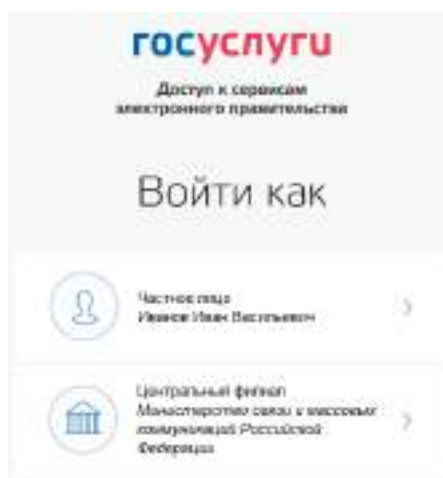 госуслуги
Доступ к сервисам
электронного правительства
Войти как
Частное лицо
Иванов Иван Васильевич
Центральный филиал
Министерство связи и массовых
коммуникаций Российской
Федерации